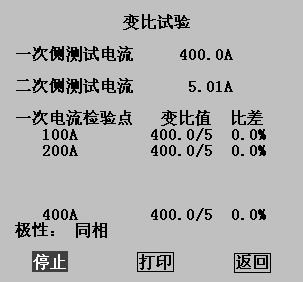 变比试验
一次侧测试电流 400.0A
二次侧测试电流 5.01A
一次电流检验点 变比值 比差
100A 400.0/5 0.0%
200A 400.0/5 0.0%
400A 400.0/5 0.0%
极性： 同相
停止 打印 返回